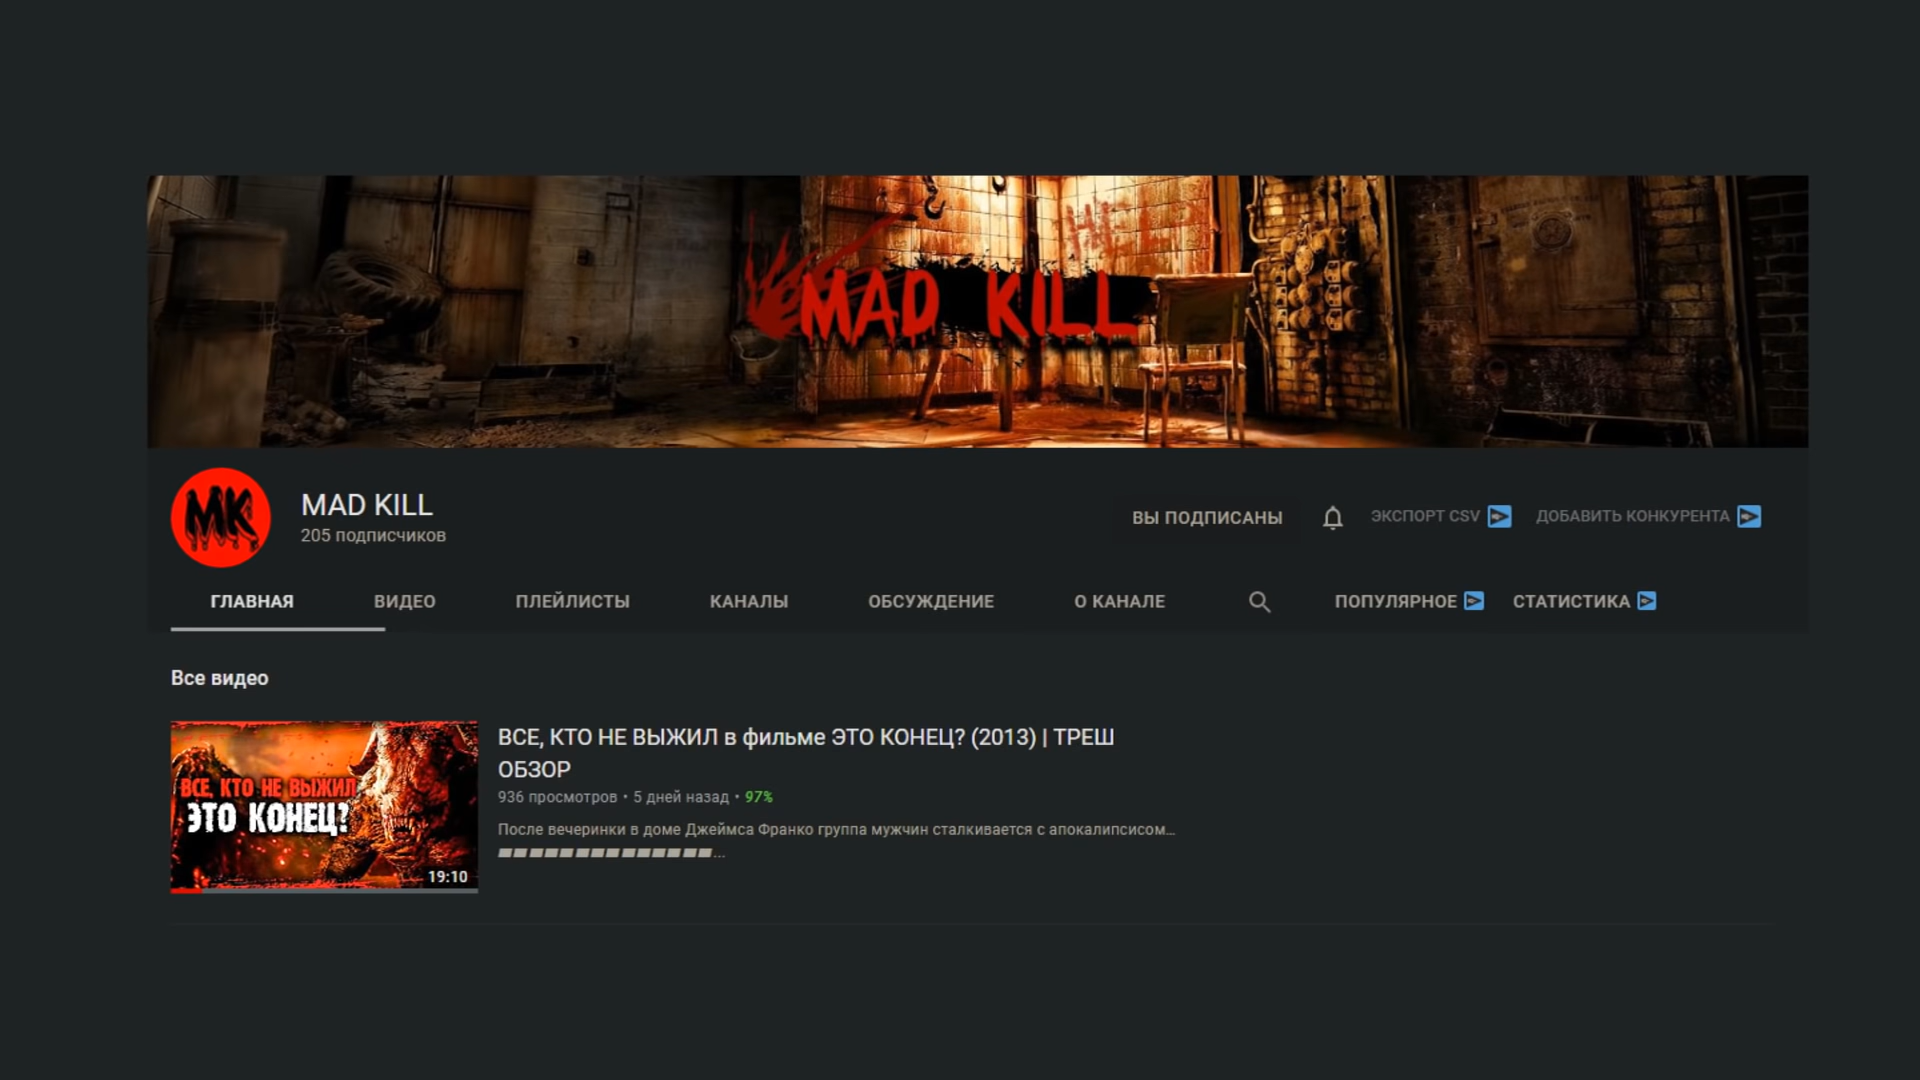 HELL
MAD KILL
MK
MAD KILL
205 подписчиков
ВЫ ПОДПИСАНЫ
ЭКСПОРТ CSV
ДОБАВИТЬ КОНКУРЕНТА
ГЛАВНАЯ
ВИДЕО
ПЛЕЙЛИСТЫ
КАНАЛЫ
ОБСУЖДЕНИЕ
О КАНАЛЕ
ПОПУЛЯРНОЕ
СТАТИСТИКА
Все видео
ВСЕ, КТО НЕ ВЫЖИЛ
ЭТО КОНЕЦ?
19:10
ВСЕ, КТО НЕ ВЫЖИЛ в фильме ЭТО КОНЕЦ? (2013) | ТРЕШ
ОБЗОР
936 просмотров • 5 дней назад • 97%
После вечеринки в доме Джеймса Франко группа мужчин сталкивается с апокалипсисом...
▰▰▰▰▰▰▰▰▰▰▰▰▰▰...